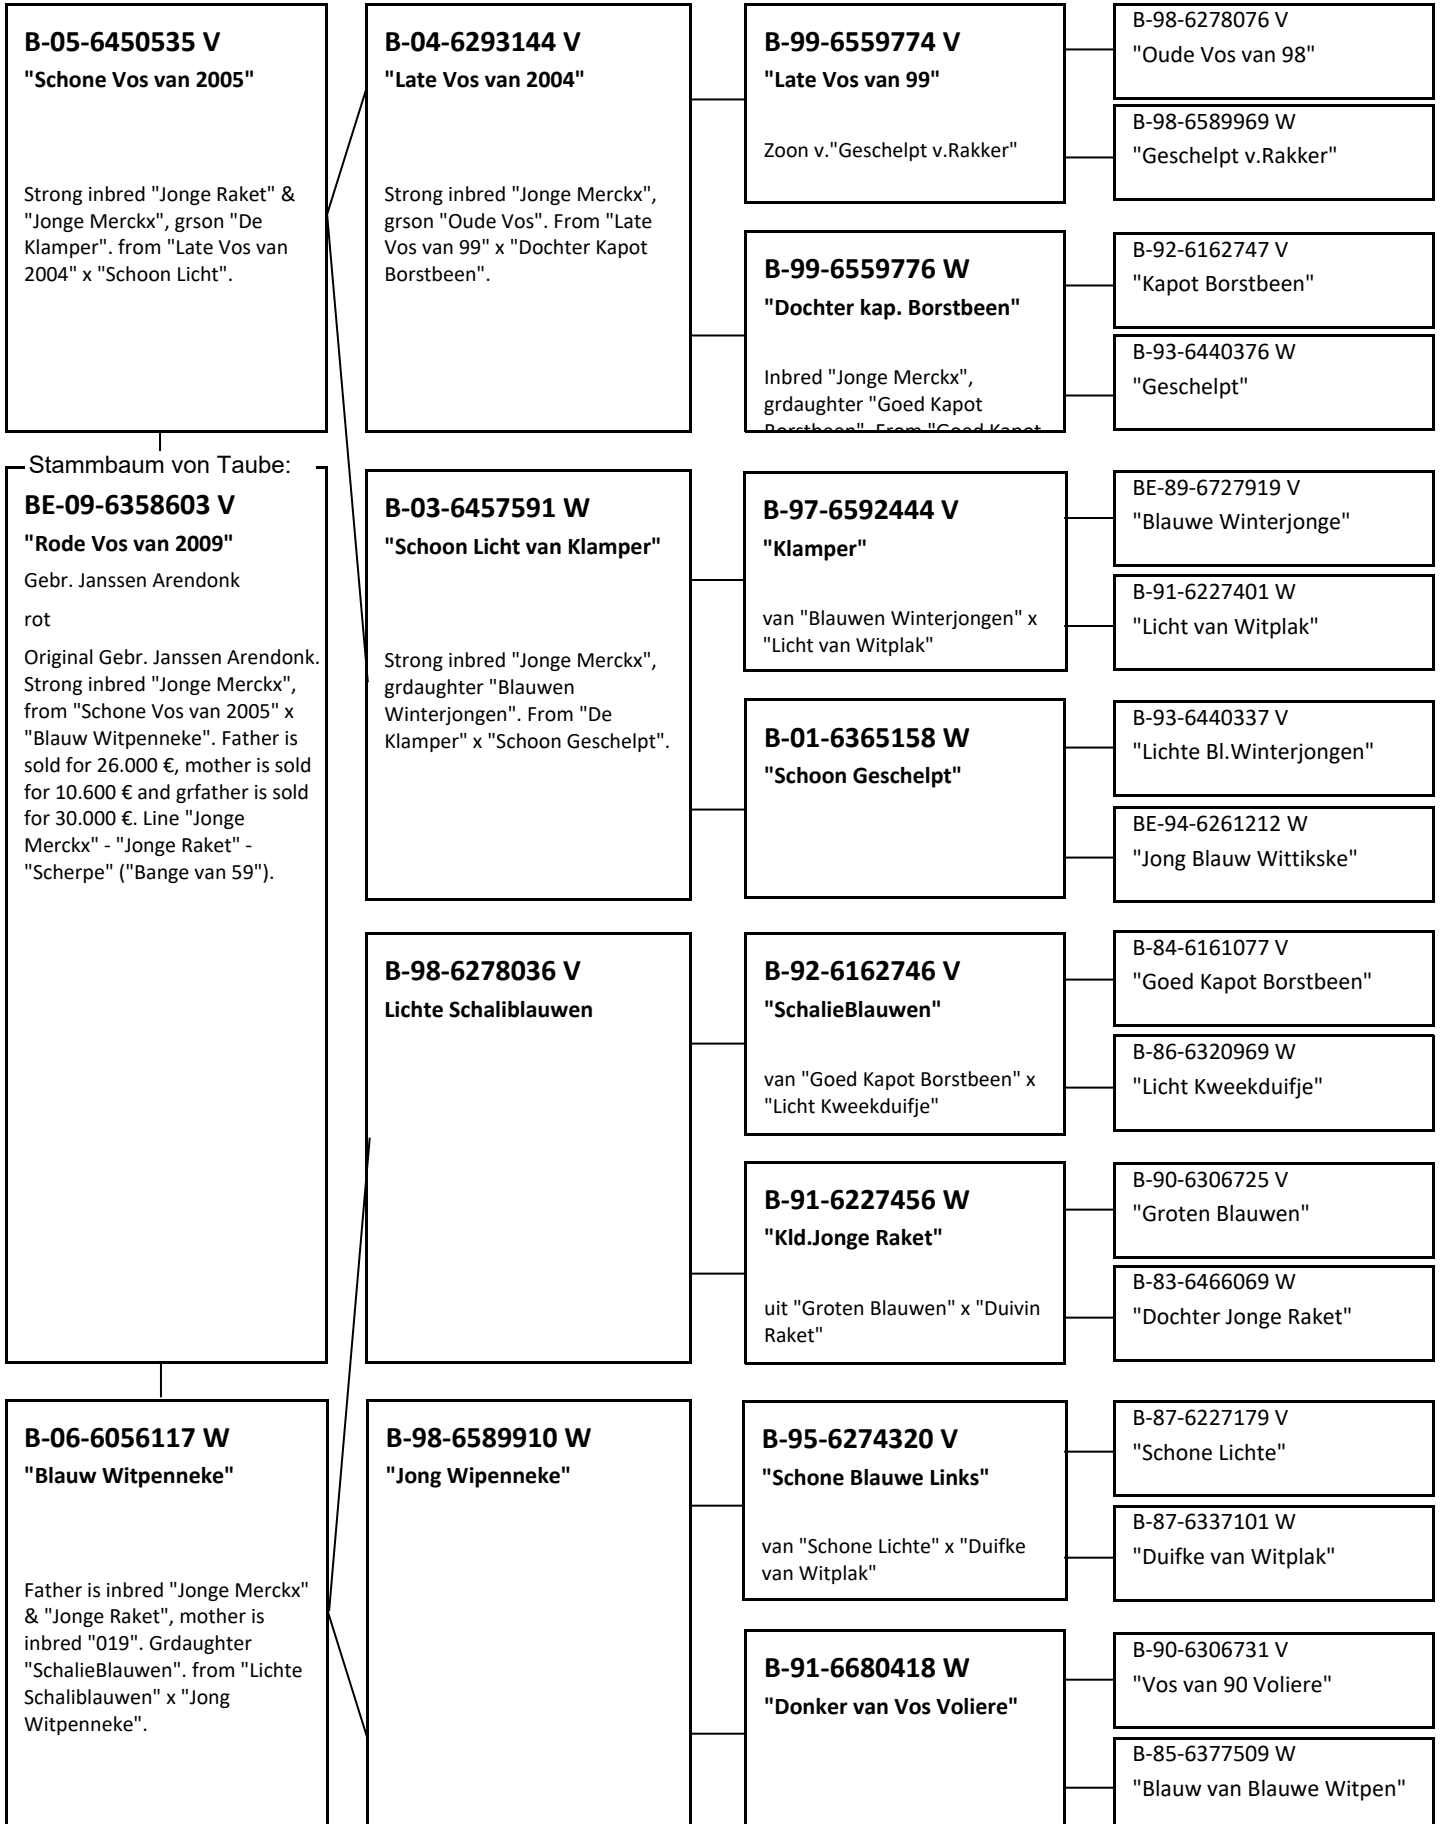 B-05-6450535 V
"Schone Vos van 2005"
Strong inbred "Jonge Raket" &
"Jonge Merckx", grson "De
Klamper". from "Late Vos van
2004" x "Schoon Licht".
Stammbaum von Taube:
BE-09-6358603 V
"Rode Vos van 2009"
Gebr. Janssen Arendonk
rot
Original Gebr. Janssen Arendonk.
Strong inbred "Jonge Merckx",
from "Schone Vos van 2005" x
"Blauw Witpenneke". Father is
sold for 26.000 €, mother is sold
for 10.600 € and grfather is sold
for 30.000 €. Line "Jonge
Merckx" - "Jonge Raket" -
"Scherpe" ("Bange van 59").
B-06-6056117 W
"Blauw Witpenneke"
Father is inbred "Jonge Merckx"
& "Jonge Raket", mother is
inbred "019". Grdaughter
"SchalieBlauwen". from "Lichte
Schaliblauwen" x "Jong
Witpenneke".
B-04-6293144 V
"Late Vos van 2004"
Strong inbred "Jonge Merckx",
grson "Oude Vos". From "Late
Vos van 99" x "Dochter Kapot
Borstbeen".
B-03-6457591 W
"Schoon Licht van Klamper"
Strong inbred "Jonge Merckx",
grdaughter "Blauwen
Winterjongen". From "De
Klamper" x "Schoon Geschelpt".
B-98-6278036 V
Lichte Schaliblauwen
B-98-6589910 W
"Jong Wipenneke"
B-99-6559774 V
"Late Vos van 99"
Zoon v."Geschelpt v.Rakker"
B-99-6559776 W
"Dochter kap. Borstbeen"
Inbred "Jonge Merckx",
grdaughter "Goed Kapot
Borstbeen". From "Goed Kapot
B-97-6592444 V
"Klamper"
van "Blauwen Winterjongen" x
"Licht van Witplak"
B-01-6365158 W
"Schoon Geschelpt"
B-92-6162746 V
"SchalieBlauwen"
van "Goed Kapot Borstbeen" x
"Licht Kweekduifje"
B-91-6227456 W
"Kld.Jonge Raket"
uit "Groten Blauwen" x "Duivin
Raket"
B-95-6274320 V
"Schone Blauwe Links"
van "Schone Lichte" x "Duifke
van Witplak"
B-91-6680418 W
"Donker van Vos Voliere"
B-98-6278076 V
"Oude Vos van 98"
B-98-6589969 W
"Geschelpt v.Rakker"
B-92-6162747 V
"Kapot Borstbeen"
B-93-6440376 W
"Geschelpt"
BE-89-6727919 V
"Blauwe Winterjonge"
B-91-6227401 W
"Licht van Witplak"
B-93-6440337 V
"Lichte Bl.Winterjongen"
BE-94-6261212 W
"Jong Blauw Wittikske"
B-84-6161077 V
"Goed Kapot Borstbeen"
B-86-6320969 W
"Licht Kweekduifje"
B-90-6306725 V
"Groten Blauwen"
B-83-6466069 W
"Dochter Jonge Raket"
B-87-6227179 V
"Schone Lichte"
B-87-6337101 W
"Duifke van Witplak"
B-90-6306731 V
"Vos van 90 Voliere"
B-85-6377509 W
"Blauw van Blauwe Witpen"